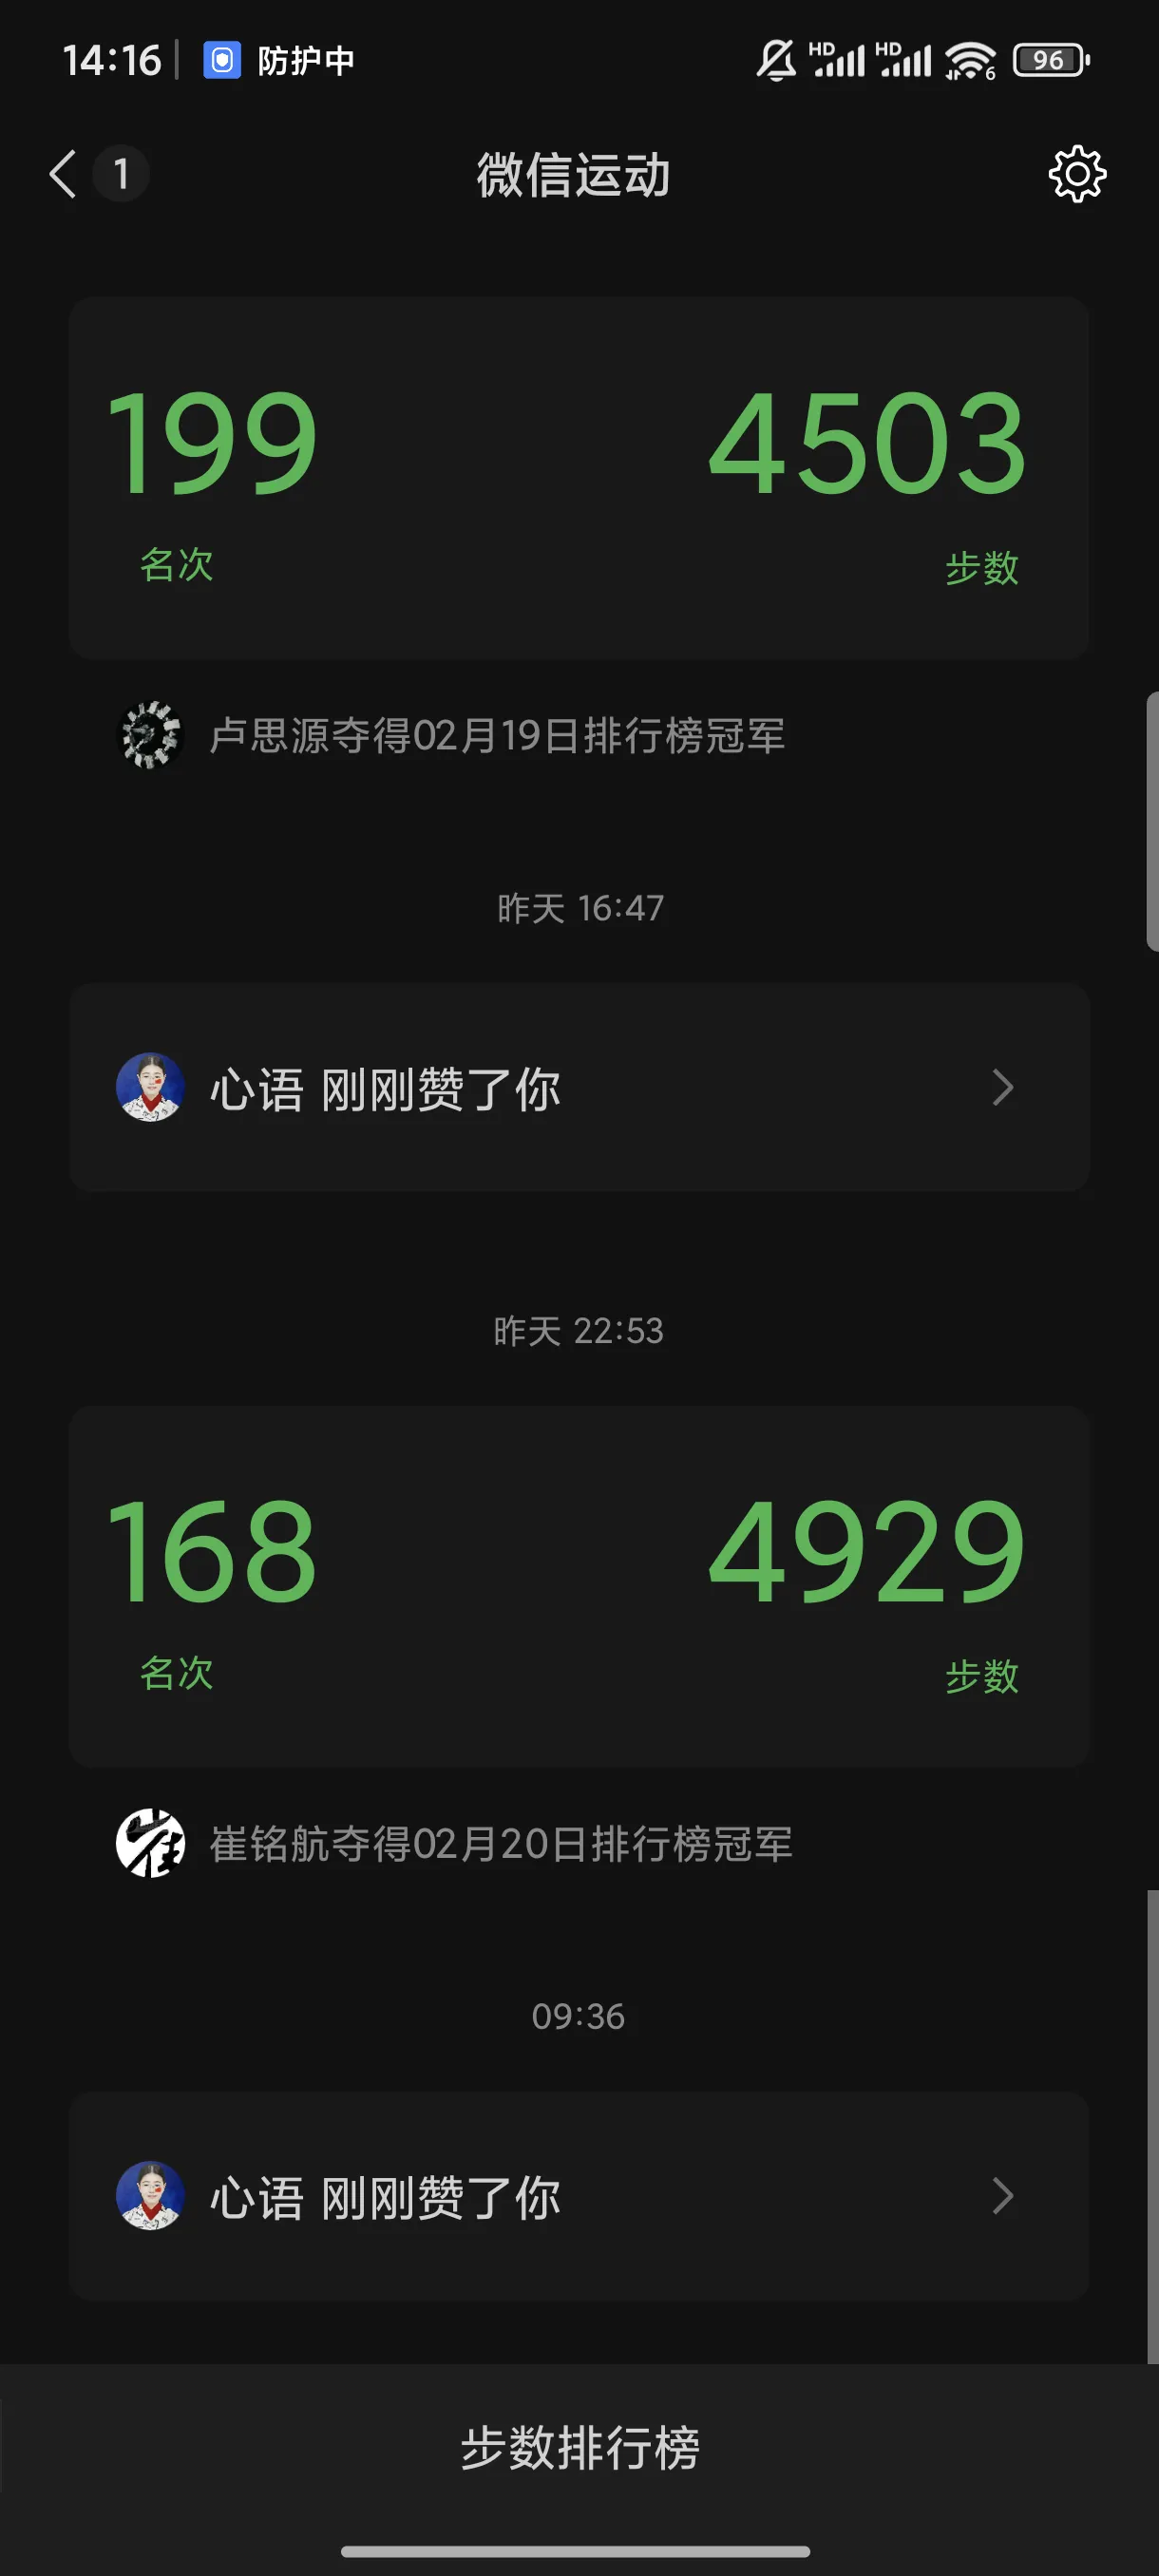 14:16 防护中 HD HD 6 96
1 微信运动
199 4503
名次 步数
卢思源夺得02月19日排行榜冠军
昨天 16:47
心语 刚刚赞了你
昨天 22:53
168 4929
名次 步数
崔铭航夺得02月20日排行榜冠军
09:36
心语 刚刚赞了你
步数排行榜